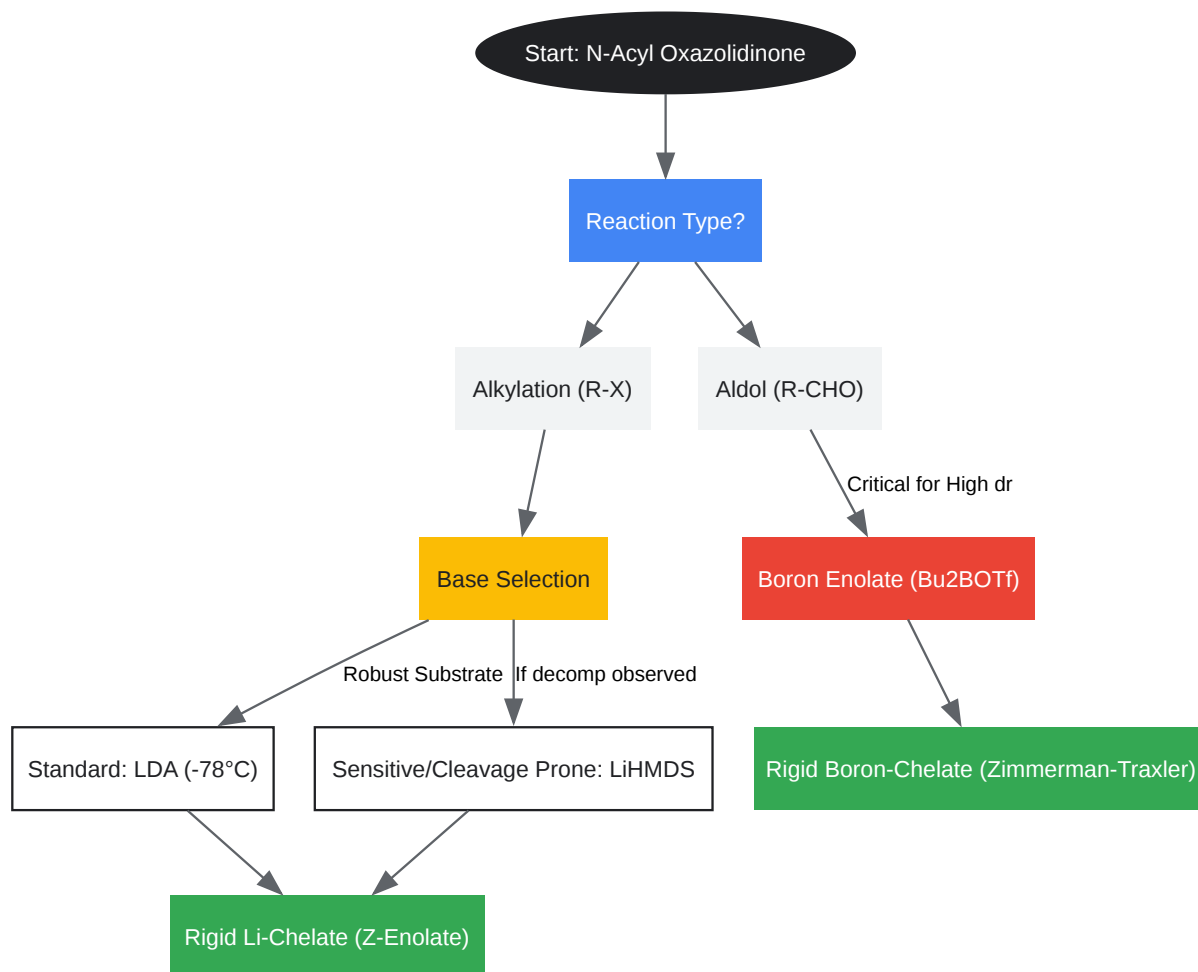 Start: N-Acyl Oxazolidinone
Reaction Type?
Alkylation (R-X)
Aldol (R-CHO)
Critical for High dr
Base Selection
Boron Enolate (Bu2BOTf)
Robust Substrate
If decomp observed
Standard: LDA (-78°C)
Sensitive/Cleavage Prone: LiHMDS
Rigid Boron-Chelate (Zimmerman-Traxler)
Rigid Li-Chelate (Z-Enolate)